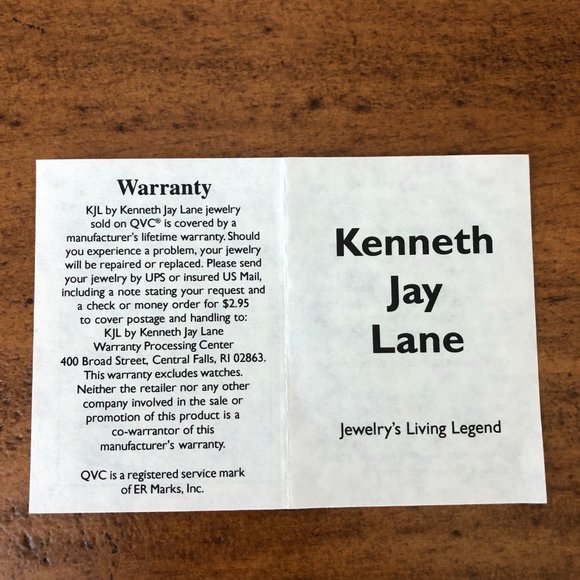 Warranty
KJL by Kenneth Jay Lane jewelry
sold on QVC® is covered by a
manufacturer's lifetime warranty. Should
you experience a problem, your jewelry
will be repaired or replaced. Please send
your jewelry by UPS or insured US Mail,
including a note stating your request and
a check or money order for $2.95
to cover postage and handling to:
KJL by Kenneth Jay Lane
Warranty Processing Center
400 Broad Street, Central Falls, RI 02863.
This warranty excludes watches.
Neither the retailer nor any other
company involved in the sale or
promotion of this product is a
co-warrantor of this
manufacturer's warranty.
QVC is a registered service mark
of ER Marks, Inc.
Kenneth
Jay
Lane
Jewelry's Living Legend